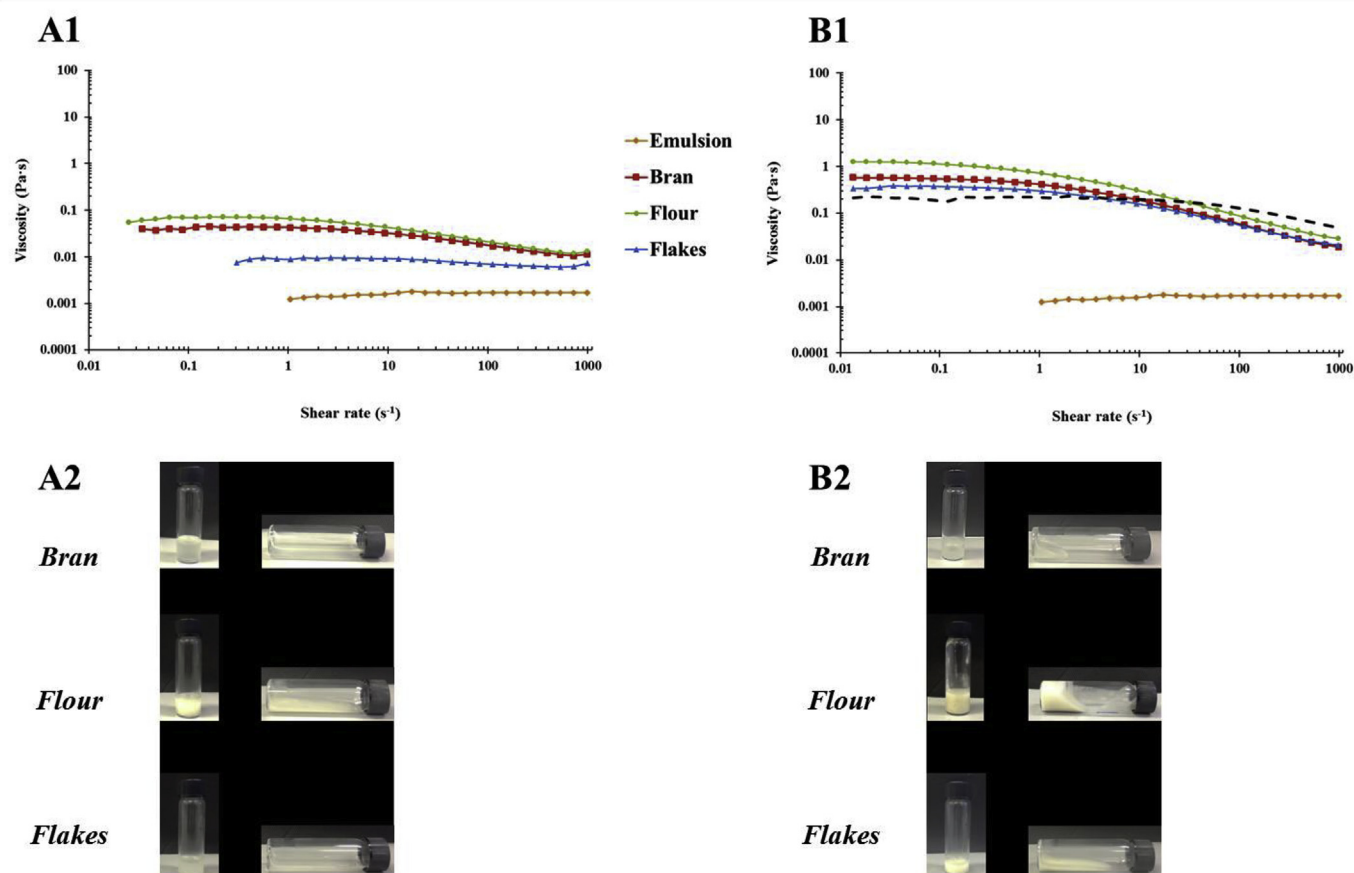 A1
100
10
1
0.1
0.01
0.001
0.0001
Viscosity (Pa·s)
0.01 0.1 1 10 100 1000
Shear rate (s-1)
Emulsion
Bran
Flour
Flakes
B1
100
10
1
0.1
0.01
0.001
0.0001
Viscosity (Pa·s)
0.01 0.1 1 10 100 1000
Shear rate (s-1)
A2
Bran
Flour
Flakes
B2
Bran
Flour
Flakes